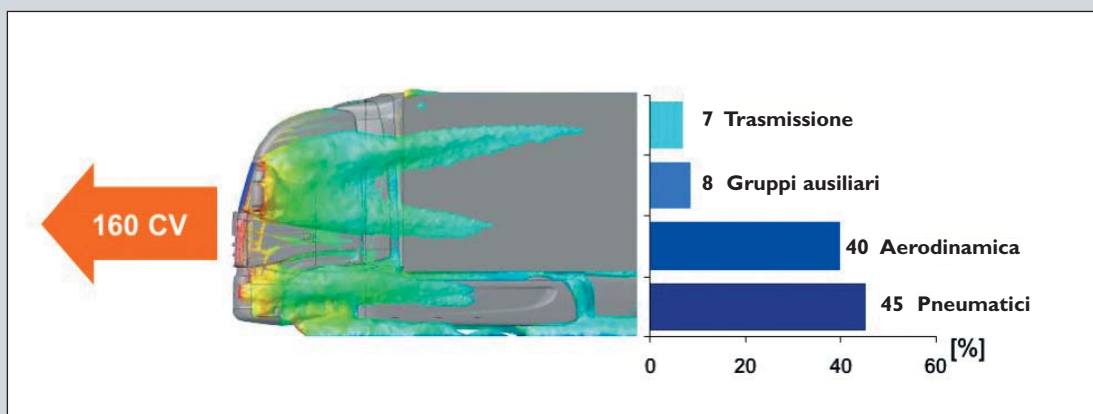 160 CV
7 Trasmissione
8 Gruppi ausiliari
40 Aerodinamica
45 Pneumatici
0 20 40 60 [%]